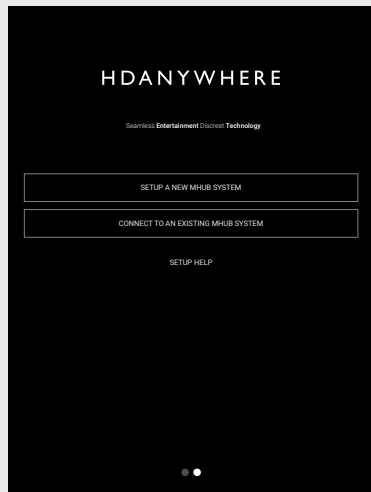 HDANYWHERE
Seamless Entertainment Discreet Technology
SETUP A NEW MHUB SYSTEM
CONNECT TO AN EXISTING MHUB SYSTEM
SETUP HELP